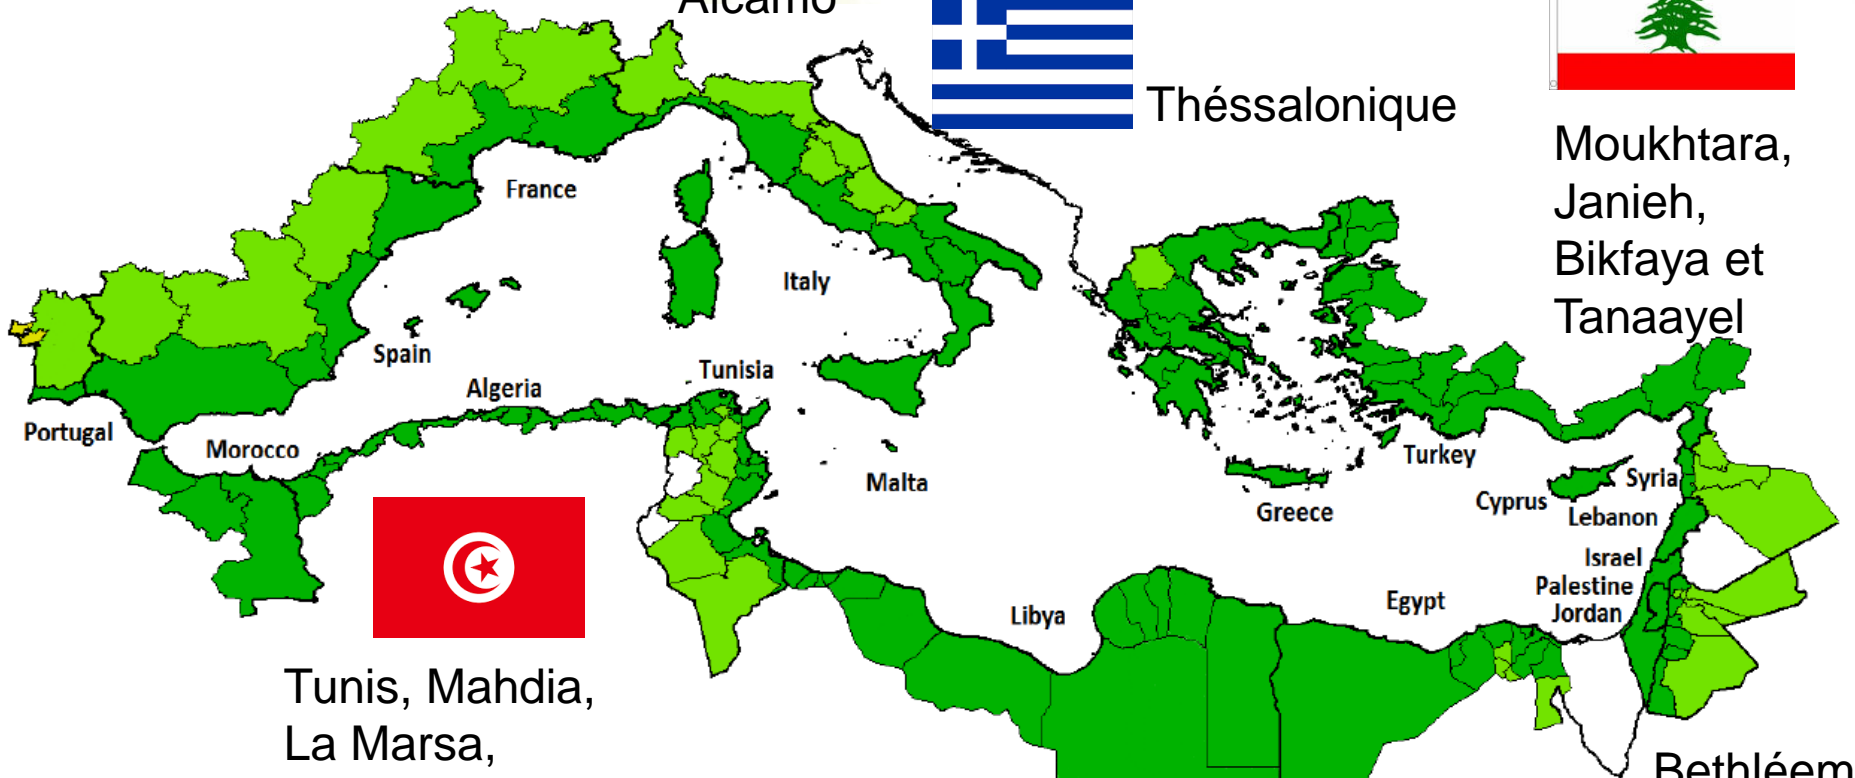 Alcamo
Théssalonique
Moukhtara,
Janieh,
Bikfaya et
Tanaayel
France
Italy
Spain
Tunisia
Algeria
Portugal
Morocco
Malta
Turkey
Greece
Cyprus
Syria
Lebanon
Israel
Palestine
Jordan
Libya
Egypt
Tunis, Mahdia,
La Marsa,
Bethléem